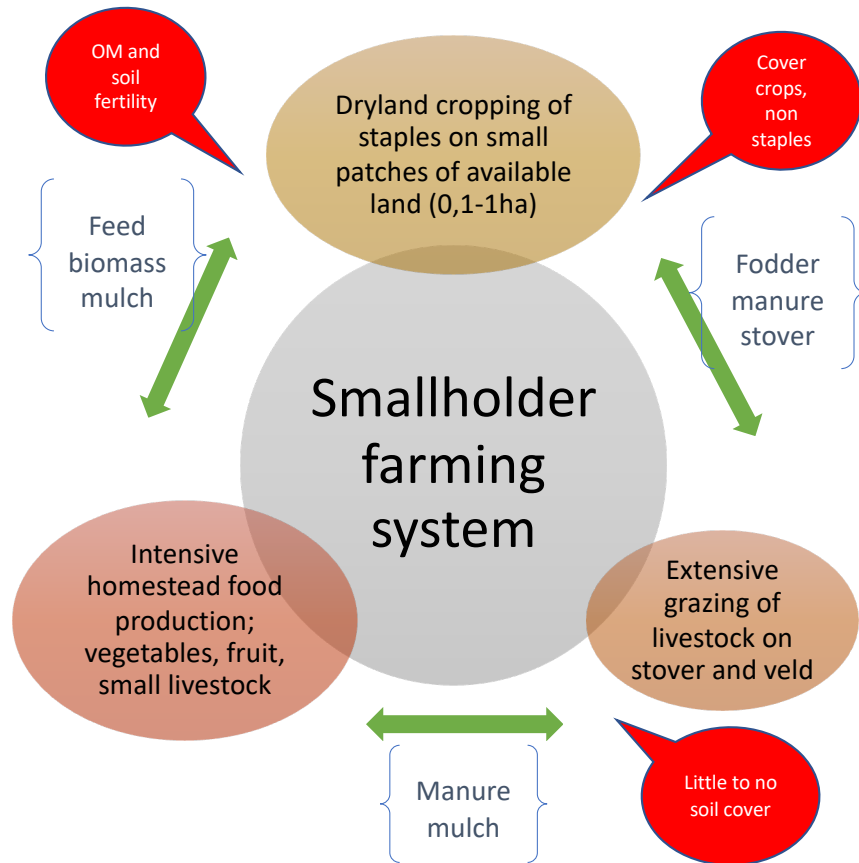 OM and
soil
fertility
Dryland cropping of
staples on small
patches of available
land (0,1-1ha)
Cover
crops,
non
staples
Feed
biomass
mulch
Fodder
manure
stover
Smallholder
farming
system
Intensive
homestead food
production;
vegetables, fruit,
small livestock
Extensive
grazing of
livestock on
stover and veld
Manure
mulch
Little to no
soil cover